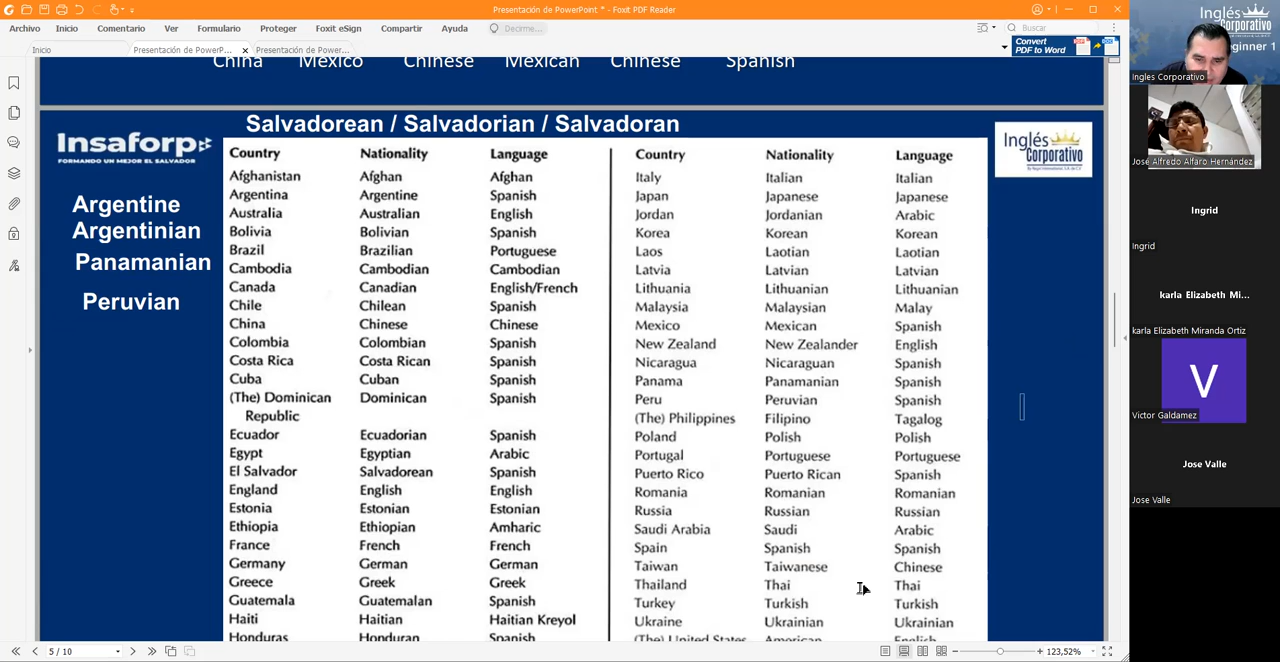 Presentación de PowerPoint * - Foxit PDF Reader
Archivo Inicio Comentario Ver Formulario Proteger Foxit eSign Compartir Ayuda Decirme... Buscar
Convert
PDF to Word
Inicio Presentación de PowerP... × Presentación de Power...
China Mexico Chinese Mexican Chinese Spanish
Salvadorean / Salvadorian / Salvadoran
Insaforp
FORMANDO UN MEJOR EL SALVADOR
Inglés
Corporativo
Argentine
Argentinian
Panamanian
Peruvian
Country Nationality Language
Afghanistan Afghan Afghan
Argentina Argentine Spanish
Australia Australian English
Bolivia Bolivian Spanish
Brazil Brazilian Portuguese
Cambodia Cambodian Cambodian
Canada Canadian English/French
Chile Chilean Spanish
China Chinese Chinese
Colombia Colombian Spanish
Costa Rica Costa Rican Spanish
Cuba Cuban Spanish
(The) Dominican Dominican Spanish
Republic
Ecuador Ecuadorian Spanish
Egypt Egyptian Arabic
El Salvador Salvadorean Spanish
England English English
Estonia Estonian Estonian
Ethiopia Ethiopian Amharic
France French French
Germany German German
Greece Greek Greek
Guatemala Guatemalan Spanish
Haiti Haitian Haitian Kreyol
Honduras Honduran Spanish
Country Nationality Language
Italy Italian Italian
Japan Japanese Japanese
Jordan Jordanian Arabic
Korea Korean Korean
Laos Laotian Laotian
Latvia Latvian Latvian
Lithuania Lithuanian Lithuanian
Malaysia Malaysian Malay
Mexico Mexican Spanish
New Zealand New Zealander English
Nicaragua Nicaraguan Spanish
Panama Panamanian Spanish
Peru Peruvian Spanish
(The) Philippines Filipino Tagalog
Poland Polish Polish
Portugal Portuguese Portuguese
Puerto Rico Puerto Rican Spanish
Romania Romanian Romanian
Russia Russian Russian
Saudi Arabia Saudi Arabic
Spain Spanish Spanish
Taiwan Taiwanese Chinese
Thailand Thai Thai
Turkey Turkish Turkish
Ukraine Ukrainian Ukrainian
(The) United States American English
5 / 10
123,52%
Inglés
Corporativo
Beginner 1
Ingles Corporativo
José Alfredo Alfaro Hernández
Ingrid
Ingrid
karla Elizabeth Mi...
karla Elizabeth Miranda Ortiz
V
Victor Galdamez
Jose Valle
Jose Valle